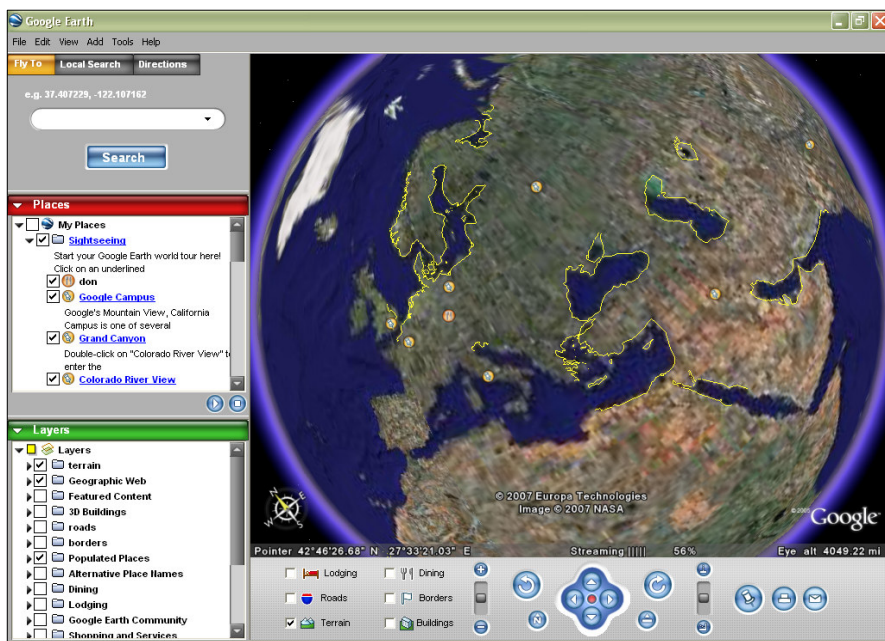 Google Earth
File Edit View Add Tools Help
Fly To Local Search Directions
e.g. 37.407229, -122.107162
Search
Places
My Places
Sightseeing
Start your Google Earth world tour here!
Click on an underlined
don
Google Campus
Google's Mountain View, California
Campus is one of several
Grand Canyon
Double-click on "Colorado River View" to
enter the
Colorado River View
Layers
Layers
terrain
Geographic Web
Featured Content
3D Buildings
roads
borders
Populated Places
Alternative Place Names
Dining
Lodging
Google Earth Community
Shopping and Services
© 2007 Europa Technologies
Image © 2007 NASA
Google
Pointer 42°46'26.68" N 27°33'21.03" E Streaming ||||| 56% Eye alt 4049.22 mi
Lodging Dining
Roads Borders
Terrain Buildings
N